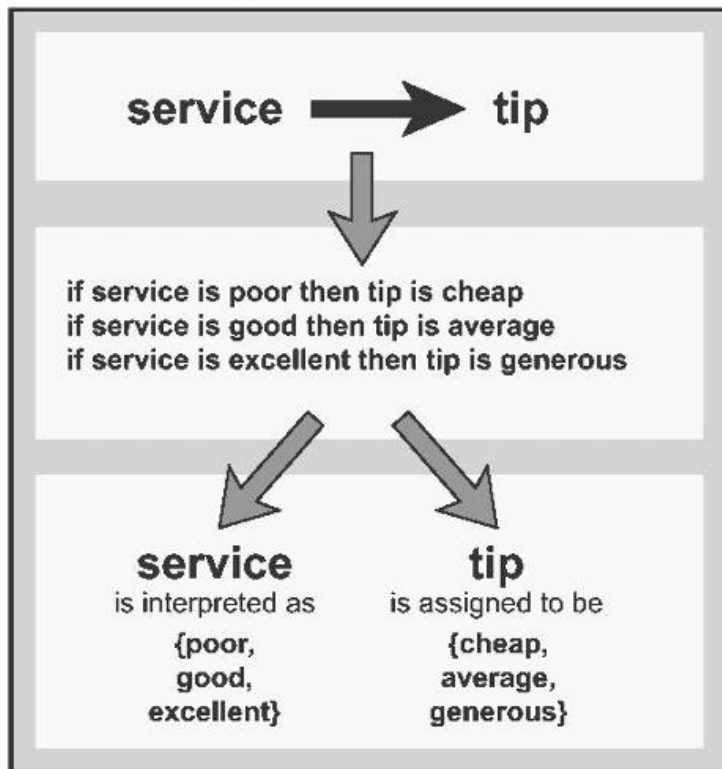 service tip
if service is poor then tip is cheap
if service is good then tip is average
if service is excellent then tip is generous
service
is interpreted as
{poor,
good,
excellent}
tip
is assigned to be
{cheap,
average,
generous}